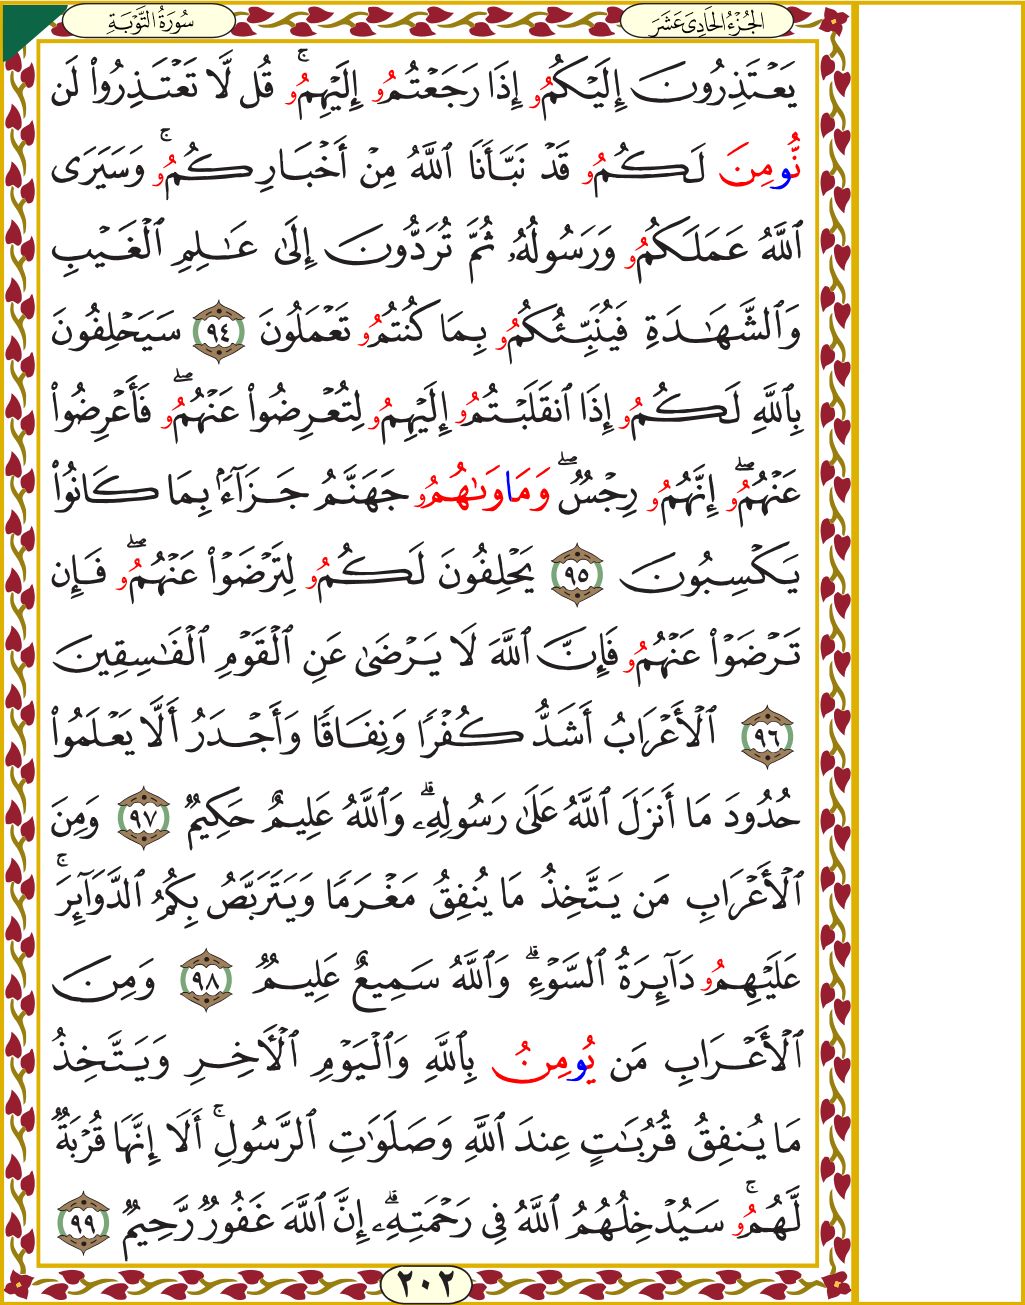 الجُزْءُ الحَادِيَ عَشَرَ
سُورَةُ التَّوْبَةِ
يَعْتَذِرُونَ إِلَيْكُمُۥ إِذَا رَجَعْتُمُۥ إِلَيْهِمُۥۚ قُل لَّا تَعْتَذِرُواْ لَن
نُّومِنَ لَكُمُۥ قَدْ نَبَّأَنَا ٱللَّهُ مِنْ أَخْبَارِكُمُۥۚ وَسَيَرَى
ٱللَّهُ عَمَلَكُمُۥ وَرَسُولُهُۥ ثُمَّ تُرَدُّونَ إِلَىٰ عَٰلِمِ ٱلْغَيْبِ
وَٱلشَّهَٰدَةِ فَيُنَبِّئُكُمُۥ بِمَا كُنتُمُۥ تَعْمَلُونَ ٩٤ سَيَحْلِفُونَ
بِٱللَّهِ لَكُمُۥ إِذَا ٱنقَلَبْتُمُۥ إِلَيْهِمُۥ لِتُعْرِضُواْ عَنْهُمُۥۖ فَأَعْرِضُواْ
عَنْهُمُۥۖ إِنَّهُمُۥ رِجْسٌۖ وَمَاوَىٰهُمُۥ جَهَنَّمُ جَزَآءَۢ بِمَا كَانُواْ
يَكْسِبُونَ ٩٥ يَحْلِفُونَ لَكُمُۥ لِتَرْضَوْاْ عَنْهُمُۥۖ فَإِن
تَرْضَوْاْ عَنْهُمُۥ فَإِنَّ ٱللَّهَ لَا يَرْضَىٰ عَنِ ٱلْقَوْمِ ٱلْفَٰسِقِينَ
٩٦ ٱلْأَعْرَابُ أَشَدُّ كُفْرًا وَنِفَاقًا وَأَجْدَرُ أَلَّا يَعْلَمُواْ
حُدُودَ مَا أَنزَلَ ٱللَّهُ عَلَىٰ رَسُولِهِۦۗ وَٱللَّهُ عَلِيمٌ حَكِيمٌ ٩٧ وَمِنَ
ٱلْأَعْرَابِ مَن يَتَّخِذُ مَا يُنفِقُ مَغْرَمًا وَيَتَرَبَّصُ بِكُمُ ٱلدَّوَآئِرَۚ
عَلَيْهِمُۥ دَآئِرَةُ ٱلسَّوْءِۗ وَٱللَّهُ سَمِيعٌ عَلِيمٌ ٩٨ وَمِنَ
ٱلْأَعْرَابِ مَن يُومِنُ بِٱللَّهِ وَٱلْيَوْمِ ٱلْأَخِرِ وَيَتَّخِذُ
مَا يُنفِقُ قُرُبَٰتٍ عِندَ ٱللَّهِ وَصَلَوَٰتِ ٱلرَّسُولِۚ أَلَا إِنَّهَا قُرْبَةٌ
لَّهُمُۥۚ سَيُدْخِلُهُمُ ٱللَّهُ فِي رَحْمَتِهِۦۗ إِنَّ ٱللَّهَ غَفُورٌ رَّحِيمٌ ٩٩
٢٠٢